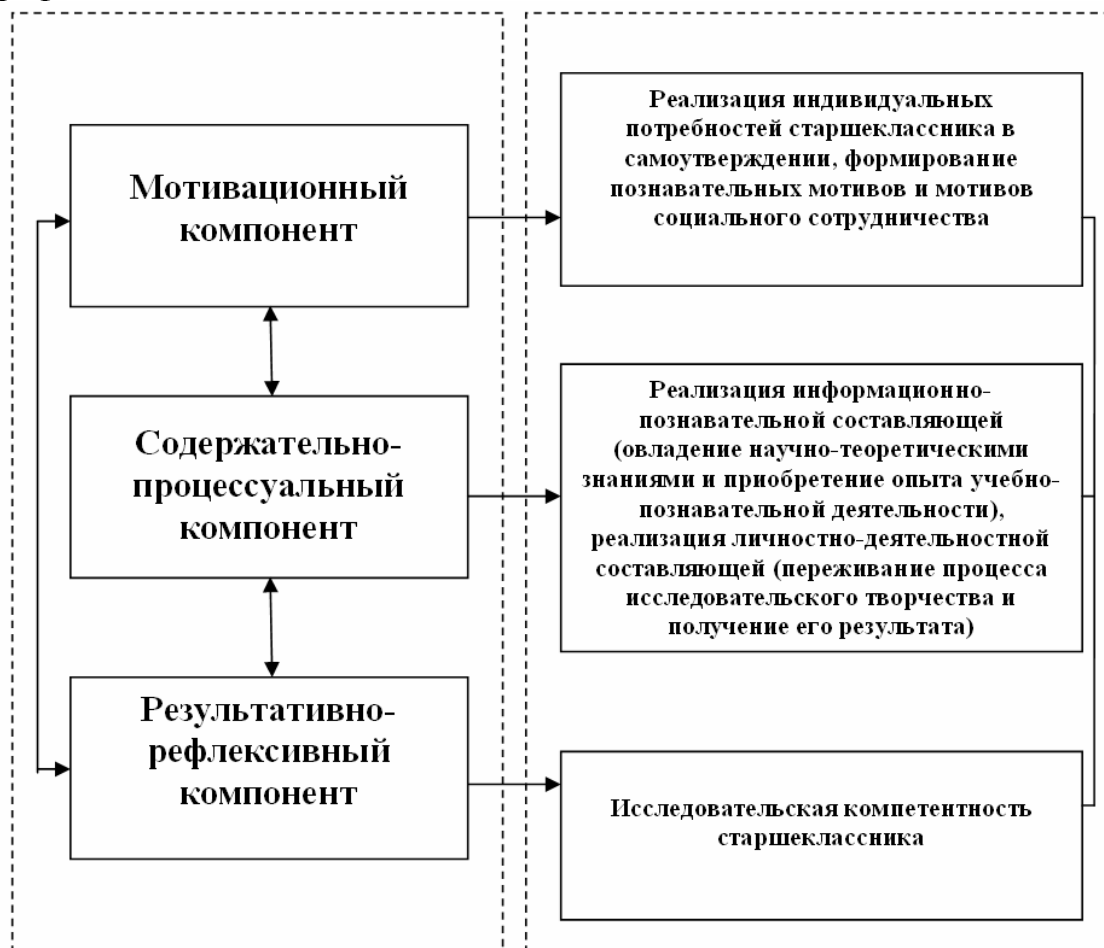 Мотивационный
компонент
Реализация индивидуальных
потребностей старшеклассника в
самоутверждении, формирование
познавательных мотивов и мотивов
социального сотрудничества
Содержательно-
процессуальный
компонент
Реализация информационно-
познавательной составляющей
(овладение научно-теоретическими
знаниями и приобретение опыта учебно-
познавательной деятельности),
реализация личностно-деятельностной
составляющей (переживание процесса
исследовательского творчества и
получение его результата)
Результативно-
рефлексивный
компонент
Исследовательская компетентность
старшеклассника